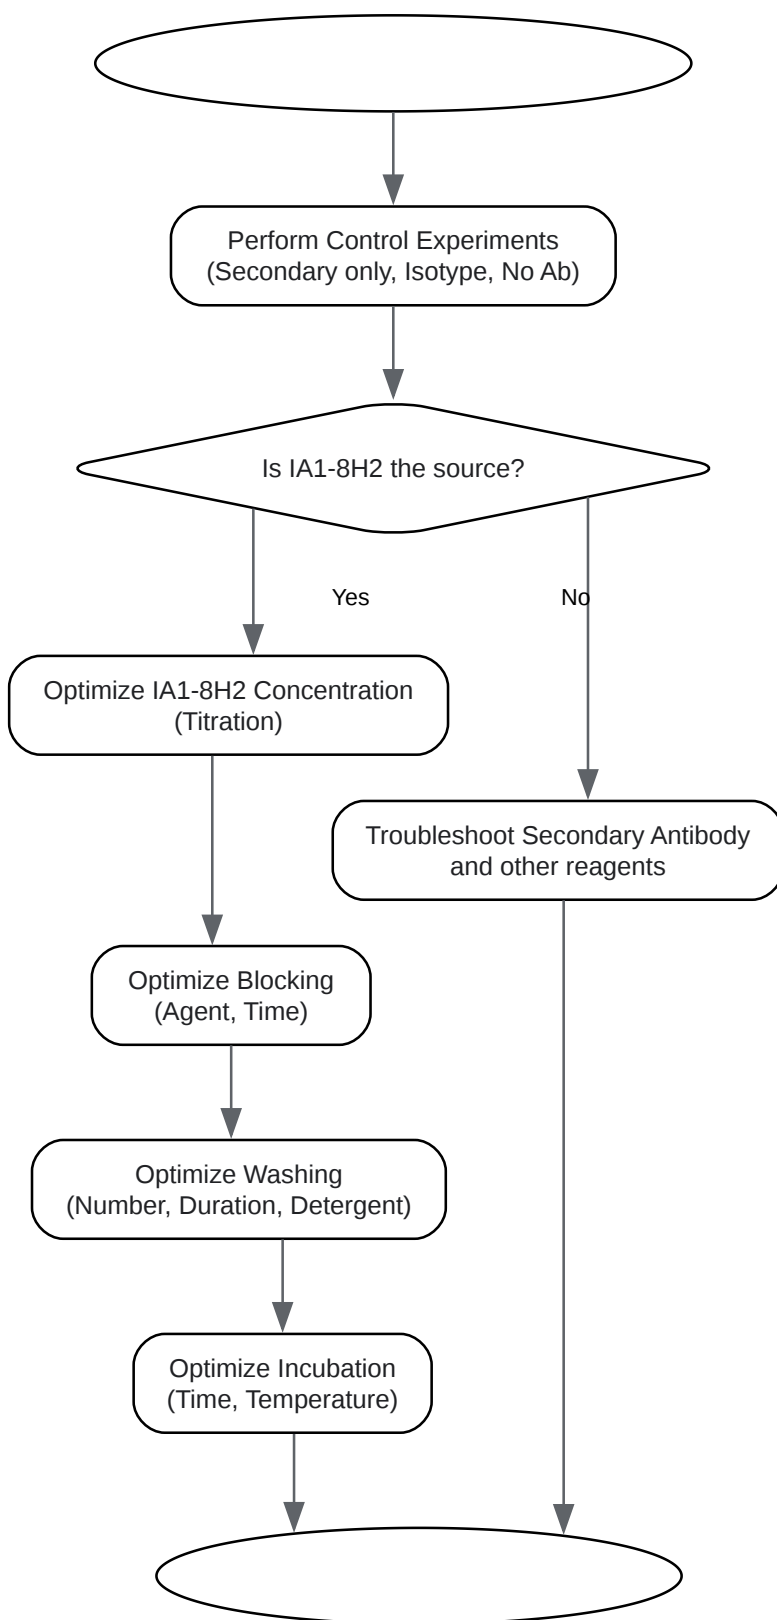 Perform Control Experiments
(Secondary only, Isotype, No Ab)
Is IA1-8H2 the source?
Yes
No
Optimize IA1-8H2 Concentration
(Titration)
Troubleshoot Secondary Antibody
and other reagents
Optimize Blocking
(Agent, Time)
Optimize Washing
(Number, Duration, Detergent)
Optimize Incubation
(Time, Temperature)